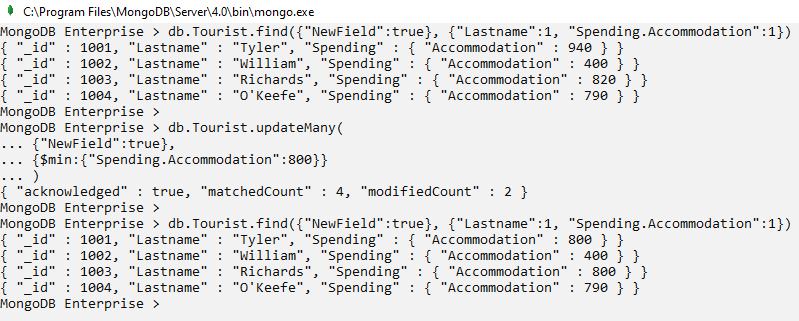 C:\Program Files\MongoDB\Server\4.0\bin\mongo.exe
MongoDB Enterprise > db.Tourist.find({"NewField":true}, {"Lastname":1, "Spending.Accommodation":1})
{ "_id" : 1001, "Lastname" : "Tyler", "Spending" : { "Accommodation" : 940 } }
{ "_id" : 1002, "Lastname" : "William", "Spending" : { "Accommodation" : 400 } }
{ "_id" : 1003, "Lastname" : "Richards", "Spending" : { "Accommodation" : 820 } }
{ "_id" : 1004, "Lastname" : "O'Keefe", "Spending" : { "Accommodation" : 790 } }
MongoDB Enterprise >
MongoDB Enterprise > db.Tourist.updateMany(
... {"NewField":true},
... {$min:{"Spending.Accommodation":800}}
... )
{ "acknowledged" : true, "matchedCount" : 4, "modifiedCount" : 2 }
MongoDB Enterprise >
MongoDB Enterprise > db.Tourist.find({"NewField":true}, {"Lastname":1, "Spending.Accommodation":1})
{ "_id" : 1001, "Lastname" : "Tyler", "Spending" : { "Accommodation" : 800 } }
{ "_id" : 1002, "Lastname" : "William", "Spending" : { "Accommodation" : 400 } }
{ "_id" : 1003, "Lastname" : "Richards", "Spending" : { "Accommodation" : 800 } }
{ "_id" : 1004, "Lastname" : "O'Keefe", "Spending" : { "Accommodation" : 790 } }
MongoDB Enterprise >